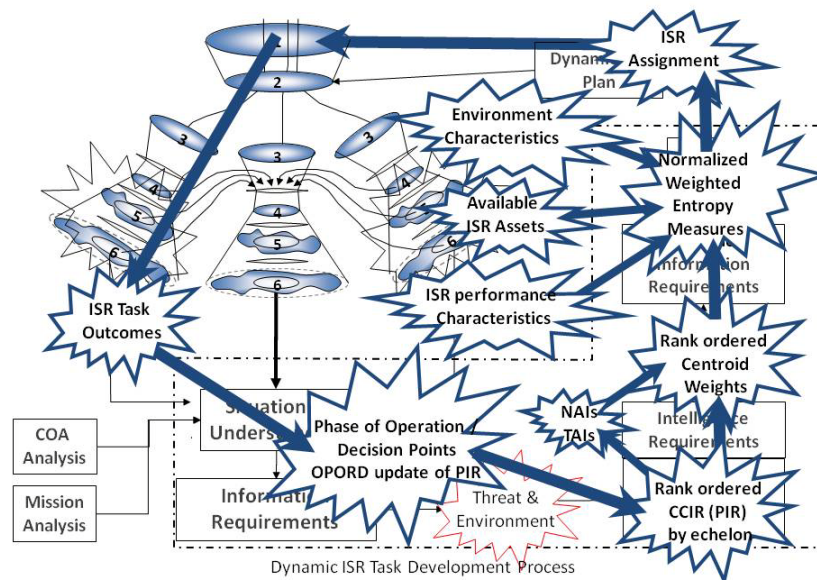 1
2
3
3
3
4
4
4
5
5
6
6
6
ISR
Assignment
Dynamic
Plan
Environment
Characteristics
Available
ISR Assets
ISR performance
Characteristics
Normalized
Weighted
Entropy
Measures
Information
Requirements
ISR Task
Outcomes
Rank ordered
Centroid
Weights
NAIs
TAIs
Intelligence
Requirements
Rank ordered
CCIR (PIR)
by echelon
Situation
Phase of Operation /
Decision Points
OPORD update of PIR
COA
Analysis
Mission
Analysis
Requirements
Threat &
Environment
Dynamic ISR Task Development Process